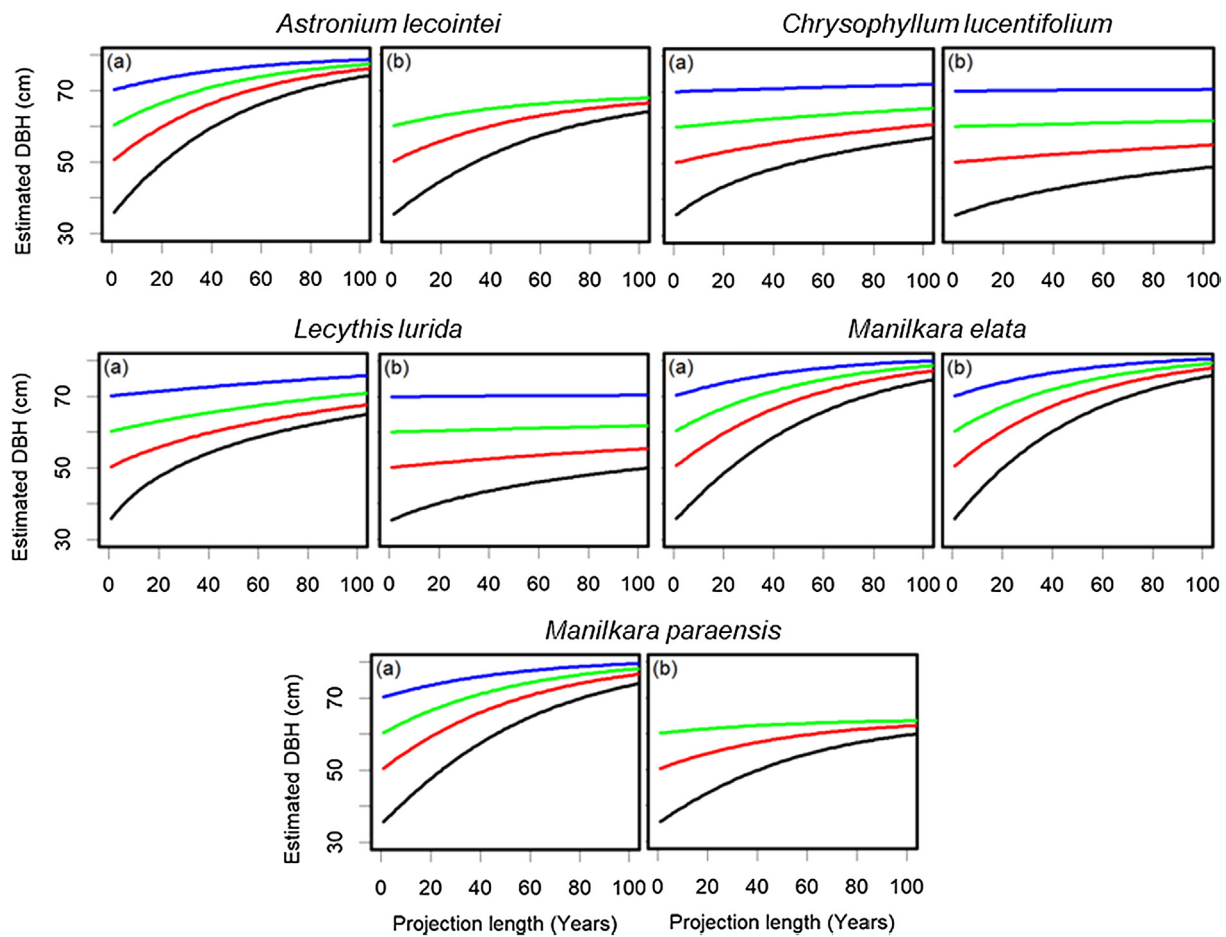 Astronium lecointei
Chrysophyllum lucentifolium
(a)
(b)
(a)
(b)
Estimated DBH (cm)
70
50
30
0 20 40 60 80 100
0 20 40 60 80 100
0 20 40 60 80 100
0 20 40 60 80 100
Lecythis lurida
Manilkara elata
(a)
(b)
(a)
(b)
Estimated DBH (cm)
70
50
30
0 20 40 60 80 100
0 20 40 60 80 100
0 20 40 60 80 100
0 20 40 60 80 100
Manilkara paraensis
(a)
(b)
Estimated DBH (cm)
70
50
30
0 20 40 60 80 100
0 20 40 60 80 100
Projection length (Years)
Projection length (Years)